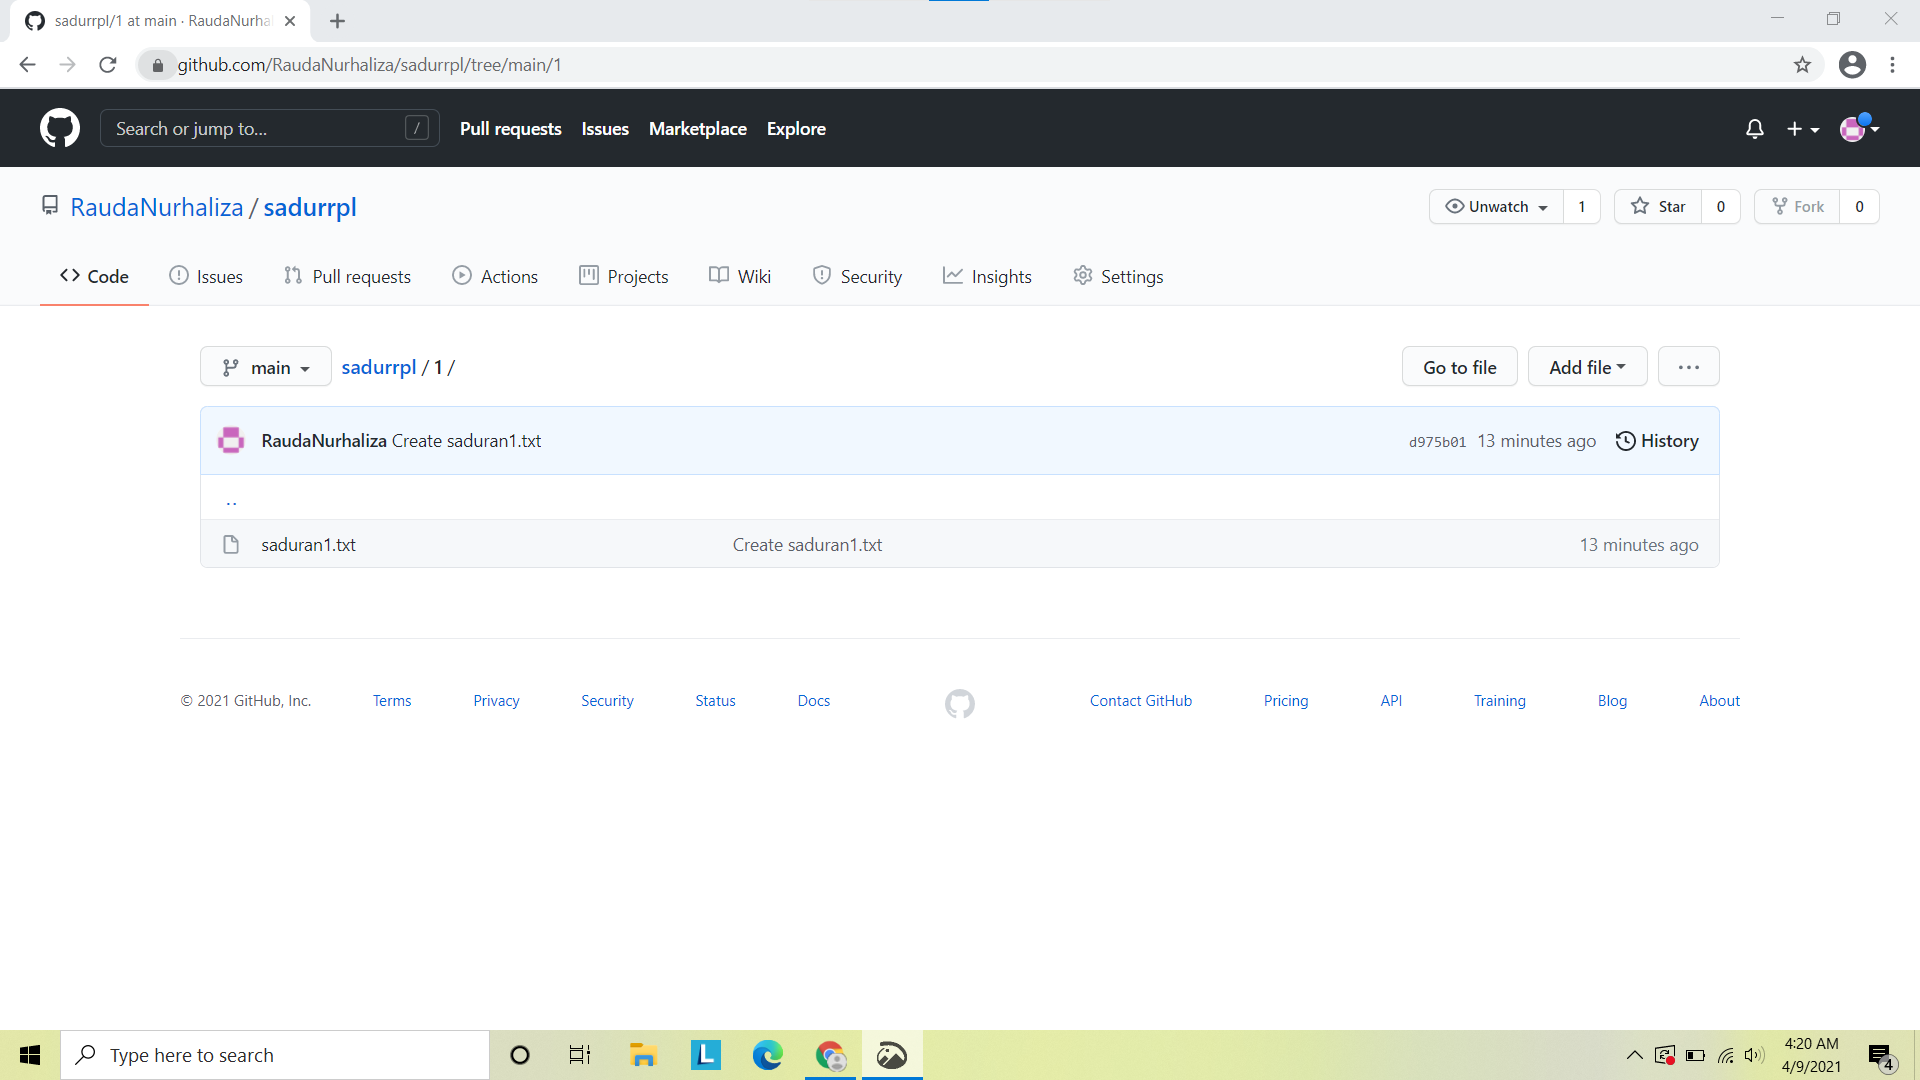 sadurrpl/1 at main · RaudaNurhal
github.com/RaudaNurhaliza/sadurrpl/tree/main/1
Search or jump to... /
Pull requests Issues Marketplace Explore
RaudaNurhaliza / sadurrpl
Unwatch 1 Star 0 Fork 0
Code Issues Pull requests Actions Projects Wiki Security Insights Settings
main sadurrpl / 1 /
Go to file Add file ...
RaudaNurhaliza Create saduran1.txt d975b01 13 minutes ago History
..
saduran1.txt Create saduran1.txt 13 minutes ago
© 2021 GitHub, Inc. Terms Privacy Security Status Docs Contact GitHub Pricing API Training Blog About
Type here to search
L
4:20 AM
4/9/2021
4